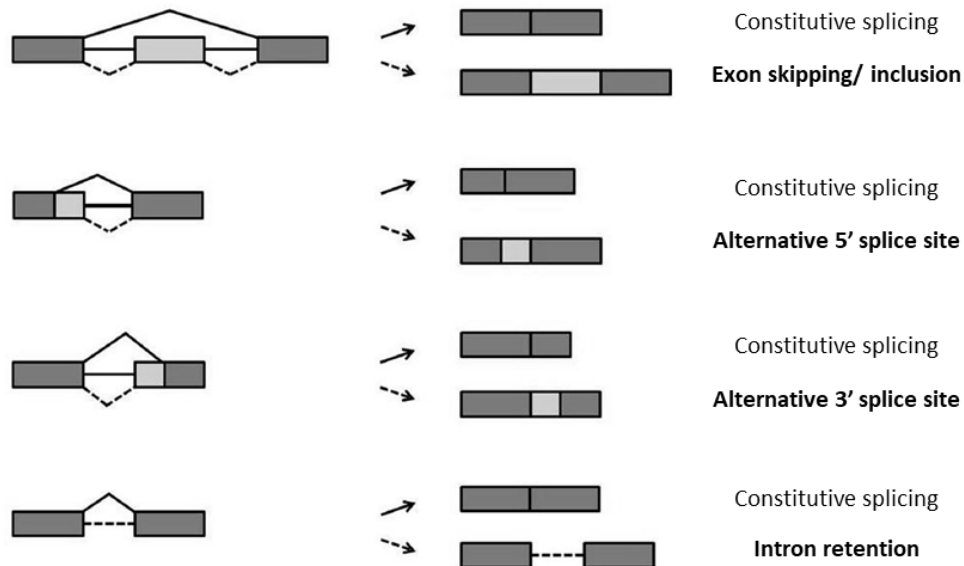 Constitutive splicing
Exon skipping/ inclusion
Constitutive splicing
Alternative 5’ splice site
Constitutive splicing
Alternative 3’ splice site
Constitutive splicing
Intron retention